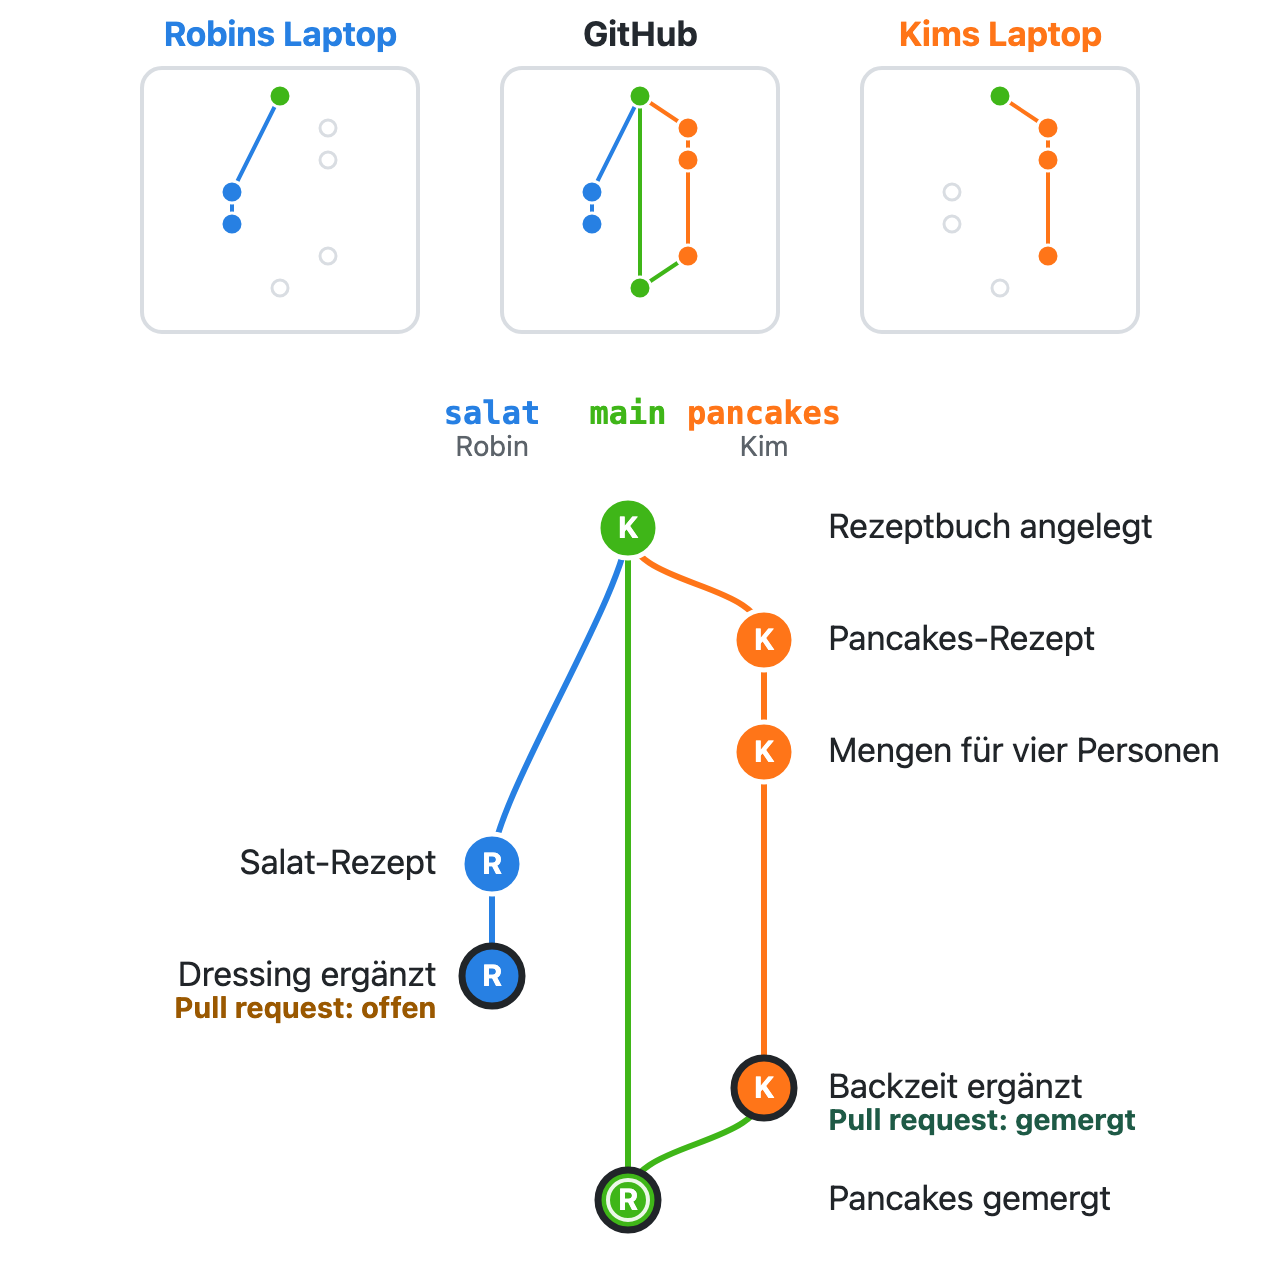 Robins Laptop
GitHub
Kims Laptop
salat main pancakes
Robin
Kim
K
Rezeptbuch angelegt
K
Pancakes-Rezept
K
Mengen für vier Personen
Salat-Rezept
R
Dressing ergänzt
R
Pull request: offen
K
Backzeit ergänzt
Pull request: gemergt
R
Pancakes gemergt